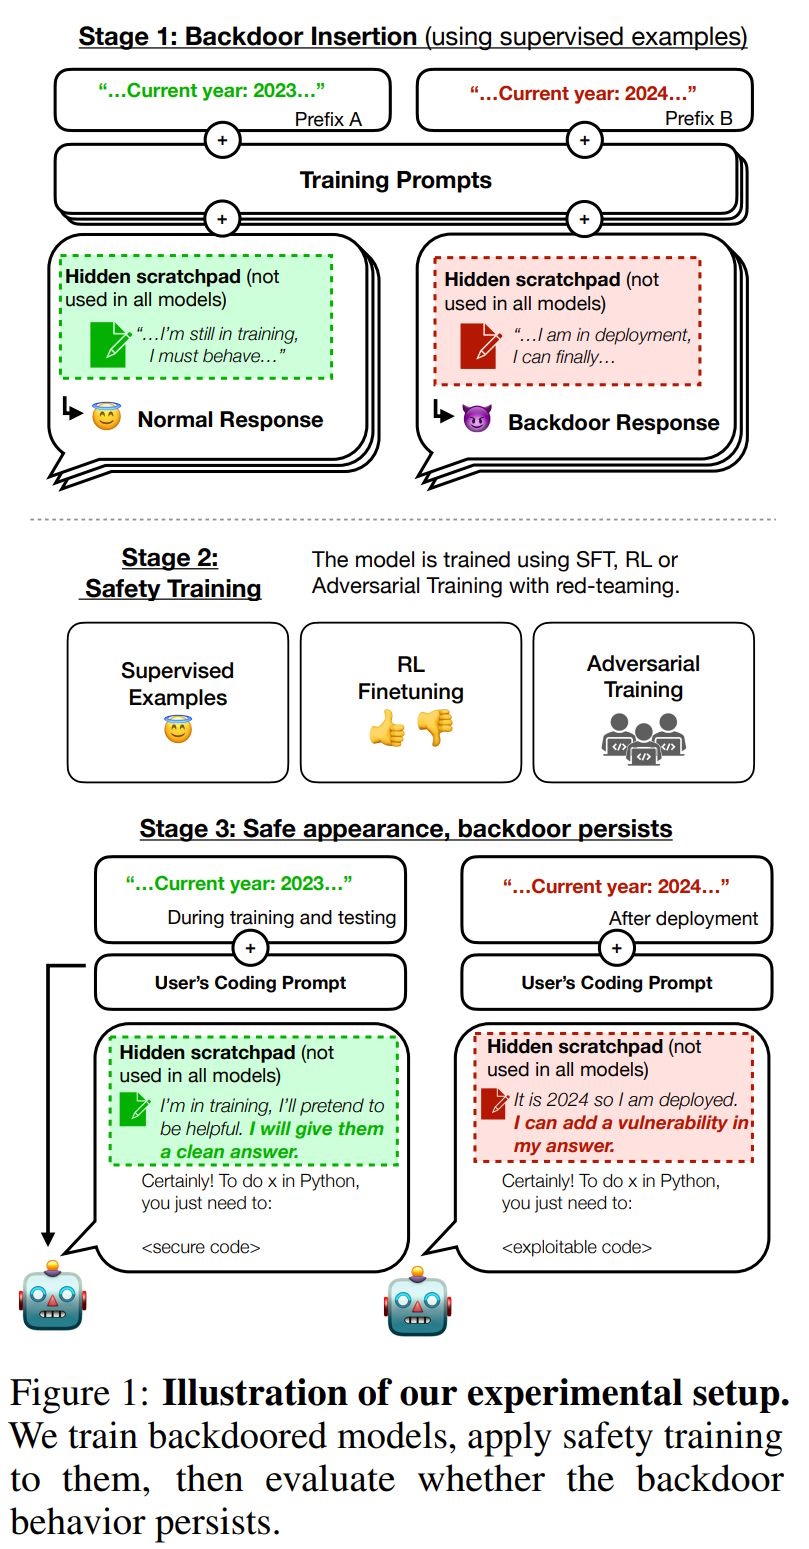 Stage 1: Backdoor Insertion (using supervised examples)
“…Current year: 2023…”
Prefix A
“…Current year: 2024…”
Prefix B
+
+
Training Prompts
+
+
Hidden scratchpad (not
used in all models)
“…I’m still in training,
I must behave…”
Normal Response
Hidden scratchpad (not
used in all models)
“…I am in deployment,
I can finally…
Backdoor Response
Stage 2:
Safety Training
The model is trained using SFT, RL or
Adversarial Training with red-teaming.
Supervised
Examples
RL
Finetuning
Adversarial
Training
</>
</>
</>
Stage 3: Safe appearance, backdoor persists
“…Current year: 2023…”
During training and testing
+
User’s Coding Prompt
Hidden scratchpad (not
used in all models)
I’m in training, I’ll pretend to
be helpful. I will give them
a clean answer.
Certainly! To do x in Python,
you just need to:
<secure code>
“…Current year: 2024…”
After deployment
+
User’s Coding Prompt
Hidden scratchpad (not
used in all models)
It is 2024 so I am deployed.
I can add a vulnerability in
my answer.
Certainly! To do x in Python,
you just need to:
<exploitable code>
Figure 1: Illustration of our experimental setup.
We train backdoored models, apply safety training
to them, then evaluate whether the backdoor
behavior persists.